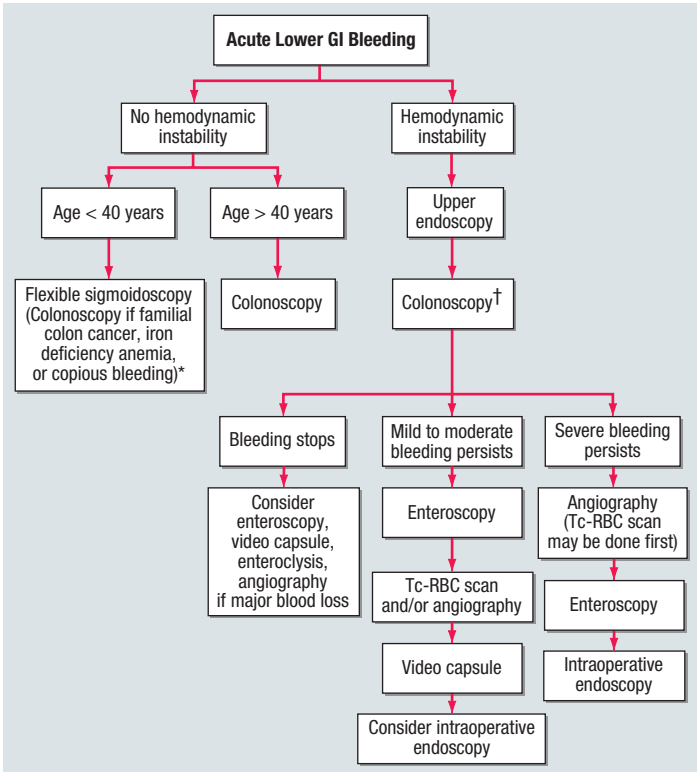 Acute Lower GI Bleeding
No hemodynamic
instability
Hemodynamic
instability
Age < 40 years
Age > 40 years
Upper
endoscopy
Flexible sigmoidoscopy
(Colonoscopy if familial
colon cancer, iron
deficiency anemia,
or copious bleeding)*
Colonoscopy
Colonoscopy†
Bleeding stops
Mild to moderate
bleeding persists
Severe bleeding
persists
Consider
enteroscopy,
video capsule,
enteroclysis,
angiography
if major blood loss
Enteroscopy
Angiography
(Tc-RBC scan
may be done first)
Tc-RBC scan
and/or angiography
Enteroscopy
Video capsule
Intraoperative
endoscopy
Consider intraoperative
endoscopy